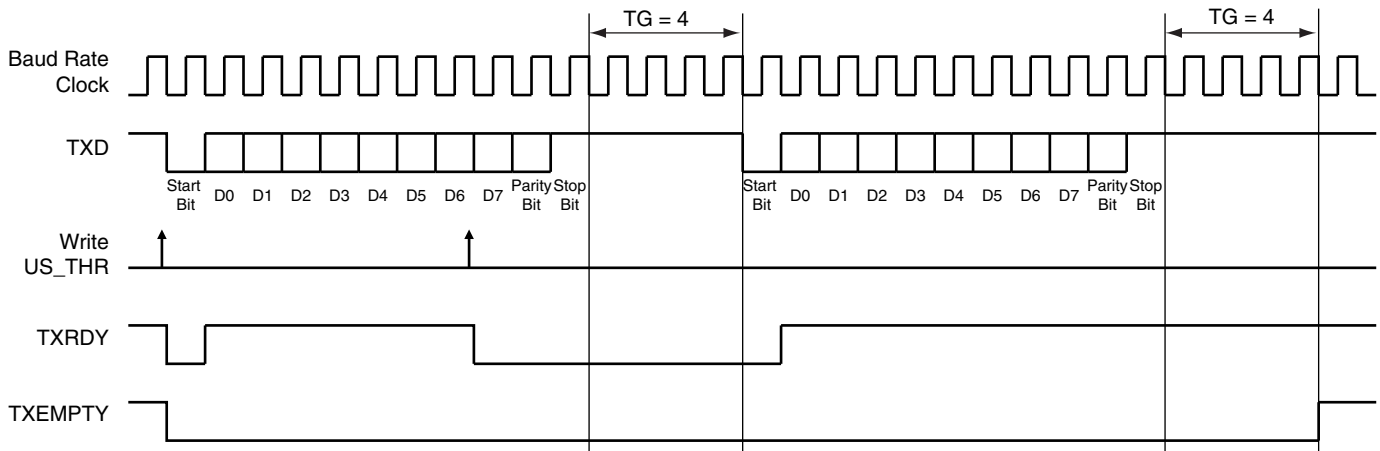 TG = 4
TG = 4
Baud Rate
Clock
TXD
Start
Bit
D0
D1
D2
D3
D4
D5
D6
D7
Parity
Bit
Stop
Bit
Start
Bit
D0
D1
D2
D3
D4
D5
D6
D7
Parity
Bit
Stop
Bit
Write
US_THR
TXRDY
TXEMPTY